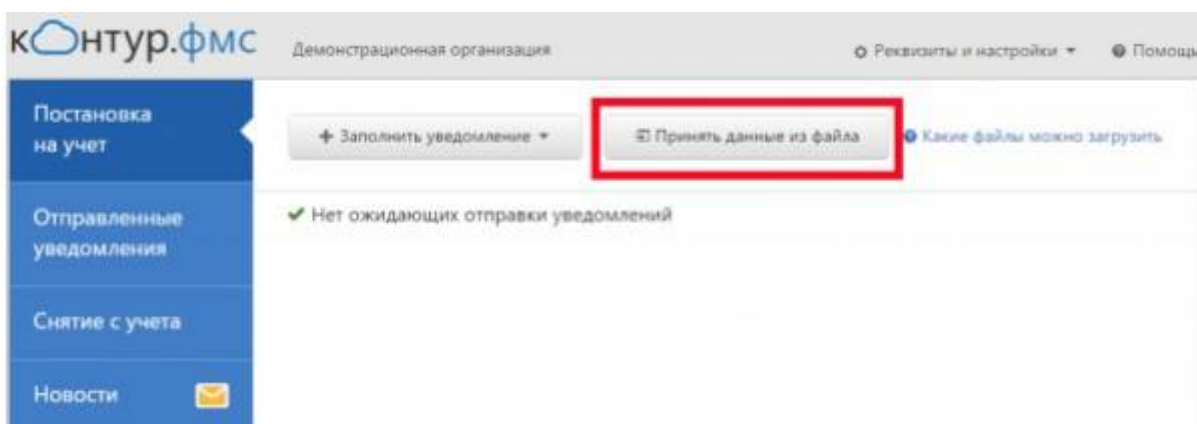 контур.фмс
Демонстрационная организация
Реквизиты и настройки
Помощь
Постановка
на учет
Заполнить уведомление
Принять данные из файла
Какие файлы можно загрузить
Отправленные
уведомления
Нет ожидающих отправки уведомлений
Снятие с учета
Новости